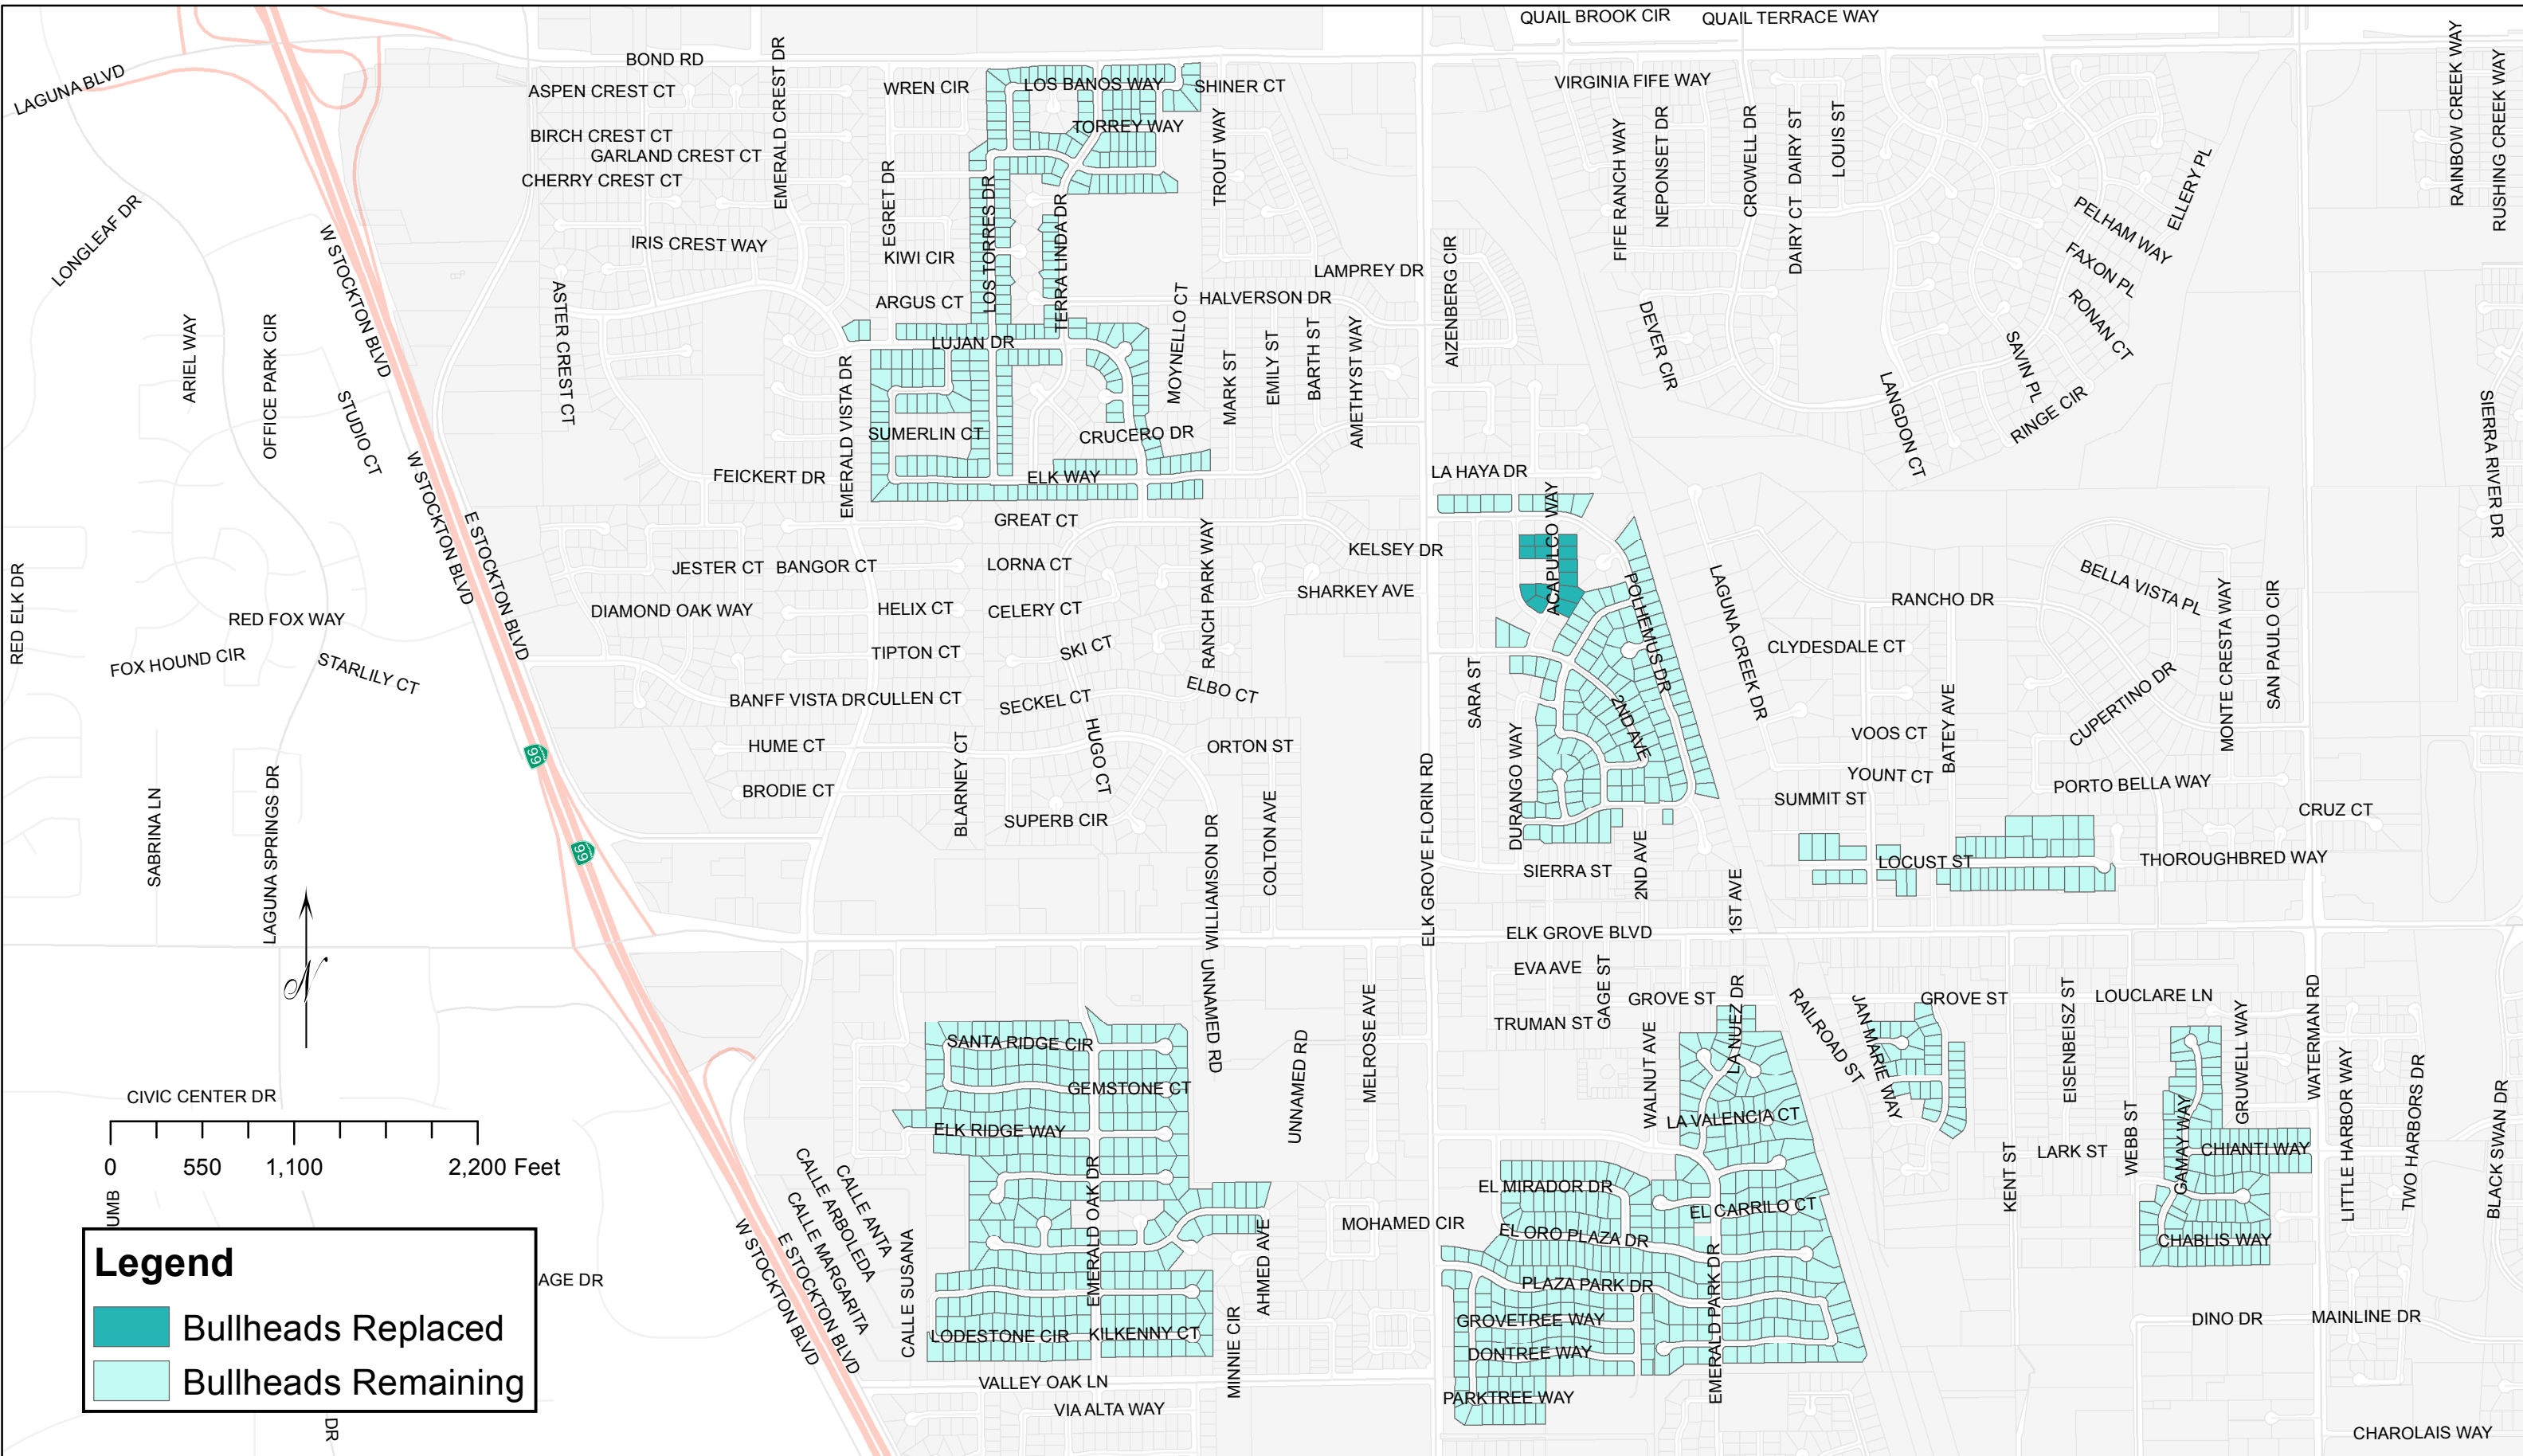 QUAIL BROOK CIR
QUAIL TERRACE WAY
LAGUNA BLVD
BOND RD
ASPEN CREST CT
EMERALD CREST DR
WREN CIR
LOS BANOS WAY
SHINER CT
VIRGINIA FIFE WAY
RAINBOW CREEK WAY
RUSHING CREEK WAY
BIRCH CREST CT
GARLAND CREST CT
CHERRY CREST CT
TORREY WAY
TROUT WAY
FIFE RANCH WAY
NEPONSET DR
CROWELL DR
DAIRY ST
DAIRY CT
LOUIS ST
ELLERY PL
PELHAM WAY
FAXON PL
RONAN CT
LONGLEAF DR
W STOCKTON BLVD
IRIS CREST WAY
EGRET DR
KIWI CIR
LOS TORRES DR
TERRA LINDA DR
LAMPREY DR
AIZENBERG CIR
ARGUS CT
HALVERSON DR
MOYNELLO CT
ASTER CREST CT
ARIEL WAY
OFFICE PARK CIR
STUDIO CT
LUJAN DR
MARK ST
EMILY ST
BARTH ST
AMETHYST WAY
DEVER CIR
SAVIN PL
LANGDON CT
RINGE CIR
SIERRA RIVER DR
EMERALD VISTA DR
SUMERLIN CT
CRUCERO DR
W STOCKTON BLVD
E STOCKTON BLVD
FEICKERT DR
ELK WAY
LA HAYA DR
ACAPULCO WAY
GREAT CT
RANCH PARK WAY
KELSEY DR
JESTER CT
BANGOR CT
LORNA CT
SHARKEY AVE
POLHEMUS DR
LAGUNA CREEK DR
RANCHO DR
BELLA VISTA PL
MONTE CRESTA WAY
SAN PAULO CIR
RED ELK DR
RED FOX WAY
DIAMOND OAK WAY
HELIX CT
CELERY CT
FOX HOUND CIR
STARLILY CT
TIPTON CT
SKI CT
CLYDESDALE CT
SARA ST
BANFF VISTA DR
CULLEN CT
SECKEL CT
ELBO CT
2ND AVE
CUPERTINO DR
BATEY AVE
VOOS CT
HUME CT
HUGO CT
ORTON ST
DURANGO WAY
99
YOUNT CT
PORTO BELLA WAY
SABRINA LN
LAGUNA SPRINGS DR
BRODIE CT
BLARNEY CT
SUPERB CIR
COLTON AVE
ELK GROVE FLORIN RD
SUMMIT ST
CRUZ CT
99
WILLIAMSON DR
SIERRA ST
2ND AVE
1ST AVE
LOCUST ST
THOROUGHBRED WAY
ELK GROVE BLVD
N
UNNAMED RD
EVA AVE
GAGE ST
GROVE ST
LA NUEZ DR
RAILROAD ST
JAN MARIE WAY
GROVE ST
EISENBEISZ ST
LOUCLARE LN
GRUWELL WAY
WATERMAN RD
TRUMAN ST
SANTA RIDGE CIR
UNNAMED RD
MELROSE AVE
WALNUT AVE
GEMSTONE CT
CIVIC CENTER DR
LA VALENCIA CT
LITTLE HARBOR WAY
TWO HARBORS DR
BLACK SWAN DR
ELK RIDGE WAY
KENT ST
LARK ST
WEBB ST
GAMAY WAY
CHIANTI WAY
0 550 1,100 2,200 Feet
UMB
CALLE ANTA
CALLE ARBOLEDA
CALLE MARGARITA
EMERALD OAK DR
EL MIRADOR DR
EL CARRILO CT
MOHAMED CIR
EL ORO PLAZA DR
CHABLIS WAY
W STOCKTON BLVD
E STOCKTON BLVD
CALLE SUSANA
AHMED AVE
AGE DR
PLAZA PARK DR
EMERALD PARK DR
GROVETREE WAY
DINO DR
MAINLINE DR
LODESTONE CIR
KILKENNY CT
MINNIE CIR
DONTREE WAY
VALLEY OAK LN
PARKTREE WAY
VIA ALTA WAY
DR
CHAROLAIS WAY
Legend
Bullheads Replaced
Bullheads Remaining